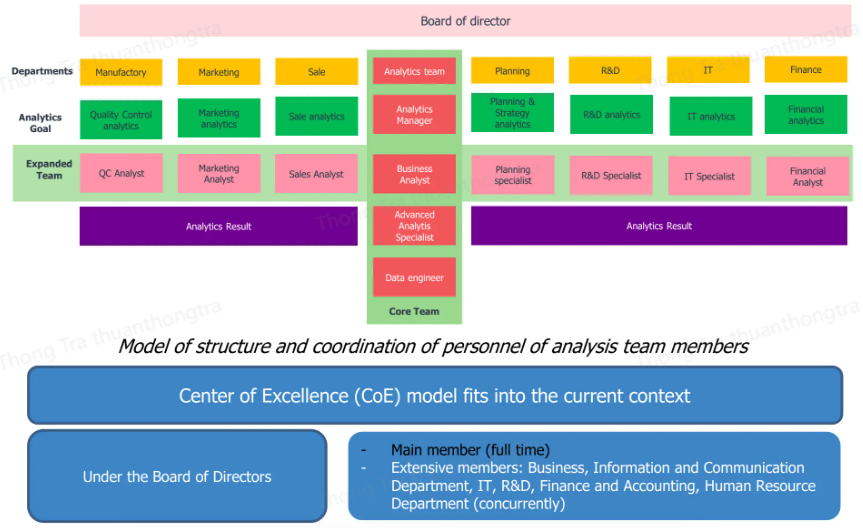 Board of director
Departments
Manufactory
Marketing
Sale
Analytics team
Planning
R&D
IT
Finance
Analytics
Goal
Quality Control
analytics
Marketing
analytics
Sale analytics
Analytics
Manager
Planning &
Strategy
analytics
R&D analytics
IT analytics
Financial
analytics
Expanded
Team
QC Analyst
Marketing
Analyst
Sales Analyst
Business
Analyst
Planning
specialist
R&D Specialist
IT Specialist
Financial
Analyst
Analytics Result
Advanced
Analytis
Specialist
Analytics Result
Data engineer
Core Team
Model of structure and coordination of personnel of analysis team members
Center of Excellence (CoE) model fits into the current context
Under the Board of Directors
- Main member (full time)
- Extensive members: Business, Information and Communication
Department, IT, R&D, Finance and Accounting, Human Resource
Department (concurrently)
Thong Tra thuanthongtra
Thong Tra thuanthongtra